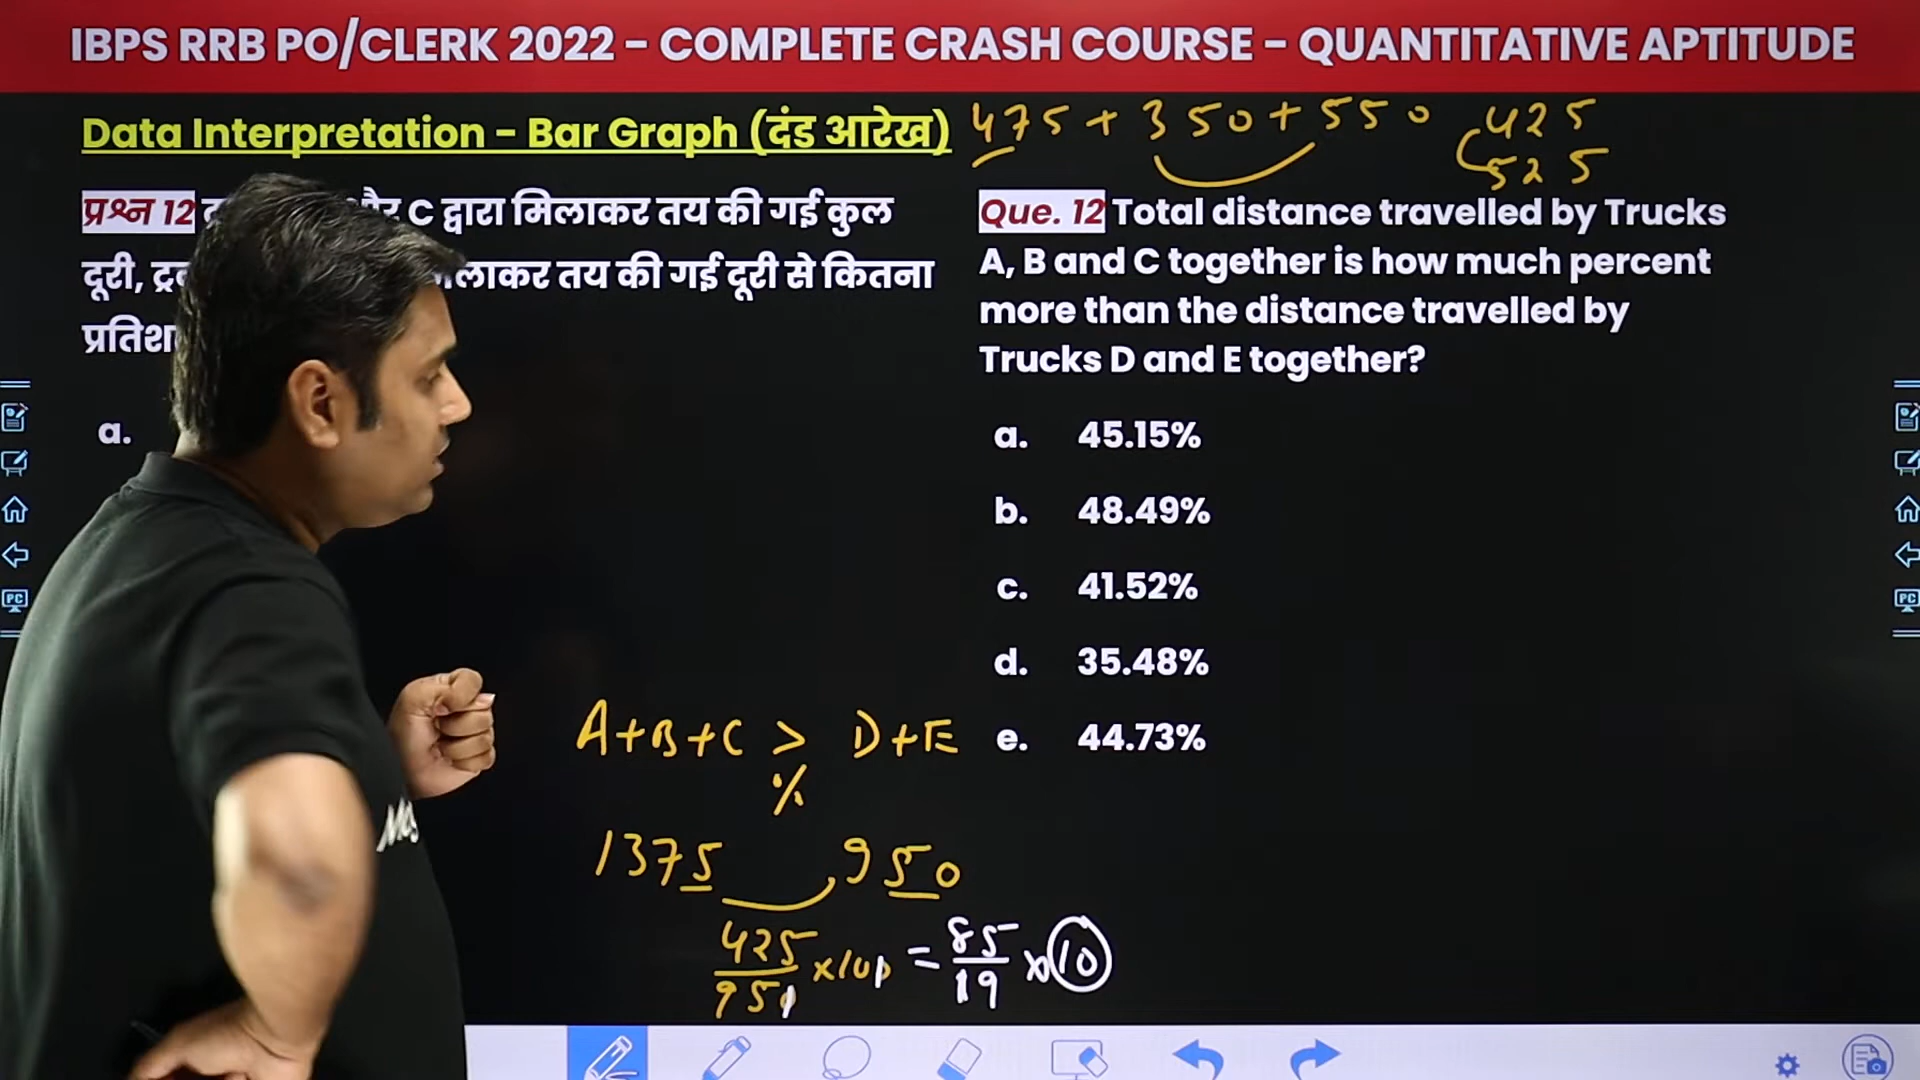 IBPS RRB PO/CLERK 2022 - COMPLETE CRASH COURSE - QUANTITATIVE APTITUDE
Data Interpretation - Bar Graph (दंड आरेख)
475 + 350 + 550
425
525
प्रश्न 12 और C द्वारा मिलाकर तय की गई कुल
दूरी, तय की गई दूरी से कितना
a.
Que. 12 Total distance travelled by Trucks
A, B and C together is how much percent
more than the distance travelled by
Trucks D and E together?
a. 45.15%
b. 48.49%
c. 41.52%
d. 35.48%
e. 44.73%
A+B+C > D+E
%
1375 950
425/950 ×100 = 85/19 × 10
PC
PC